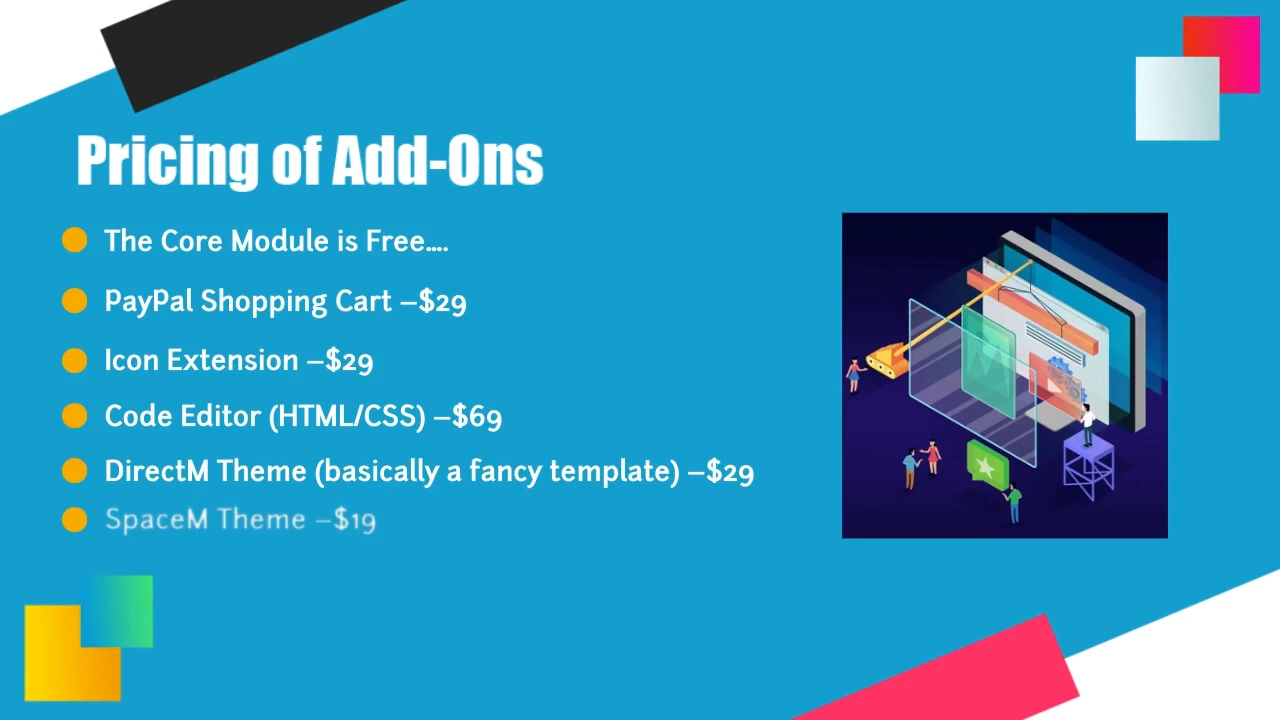 Pricing of Add-Ons
The Core Module is Free....
PayPal Shopping Cart –$29
Icon Extension –$29
Code Editor (HTML/CSS) –$69
DirectM Theme (basically a fancy template) –$29
SpaceM Theme –$19